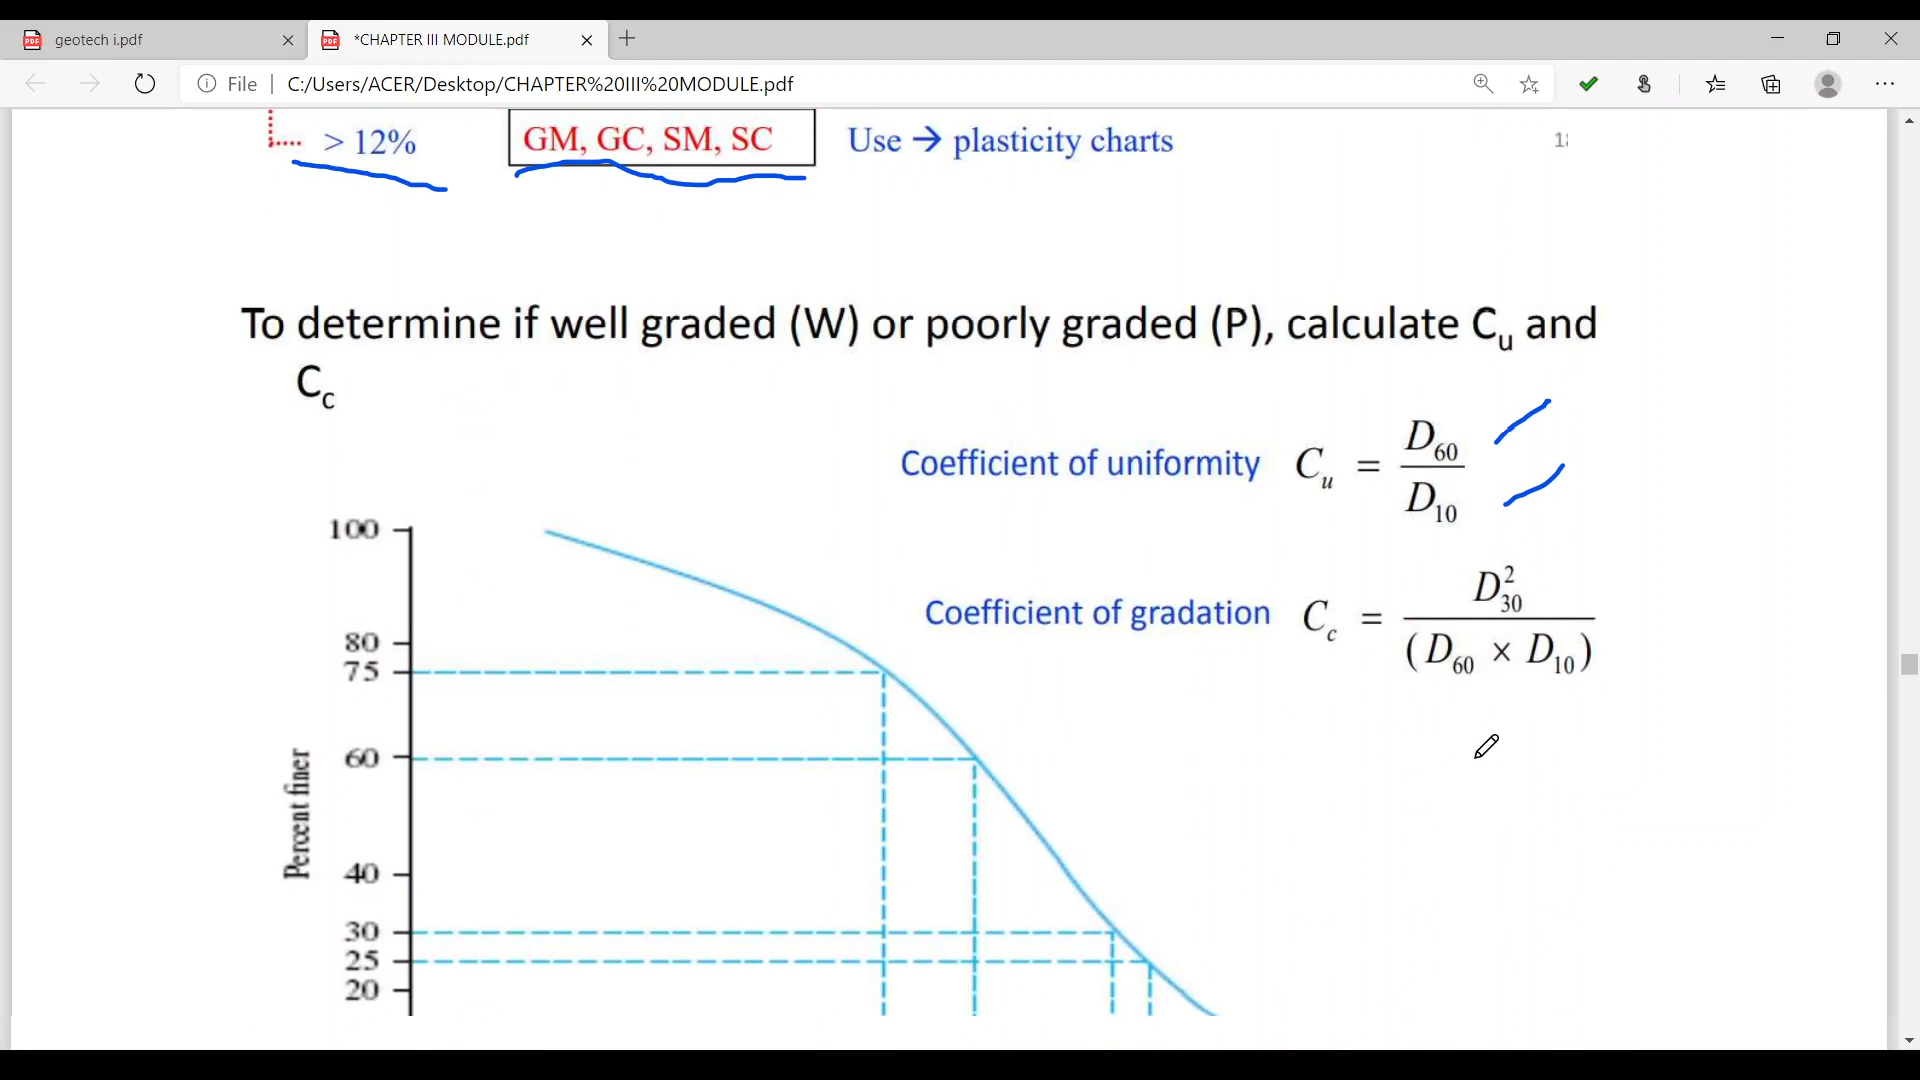 geotech i.pdf
*CHAPTER III MODULE.pdf
File
C:/Users/ACER/Desktop/CHAPTER%20III%20MODULE.pdf
> 12%
GM, GC, SM, SC
Use → plasticity charts
To determine if well graded (W) or poorly graded (P), calculate Cu and
Cc
Coefficient of uniformity Cu = D60 / D10
Coefficient of gradation Cc = D30² / (D60 × D10)
Percent finer
100
80
75
60
40
30
25
20